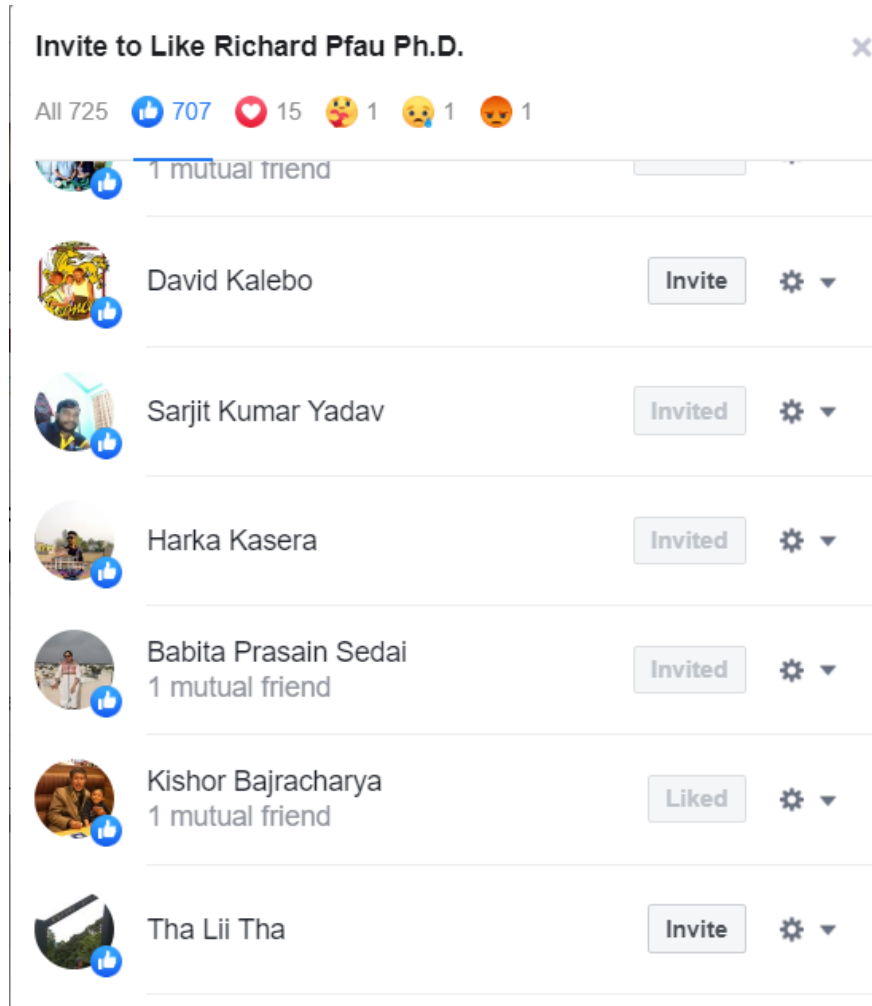 Invite to Like Richard Pfau Ph.D.
All 725 707 15 1 1 1
1 mutual friend
David Kalebo Invite
Sarjit Kumar Yadav Invited
Harka Kasera Invited
Babita Prasain Sedai Invited
1 mutual friend
Kishor Bajracharya Liked
1 mutual friend
Tha Lii Tha Invite